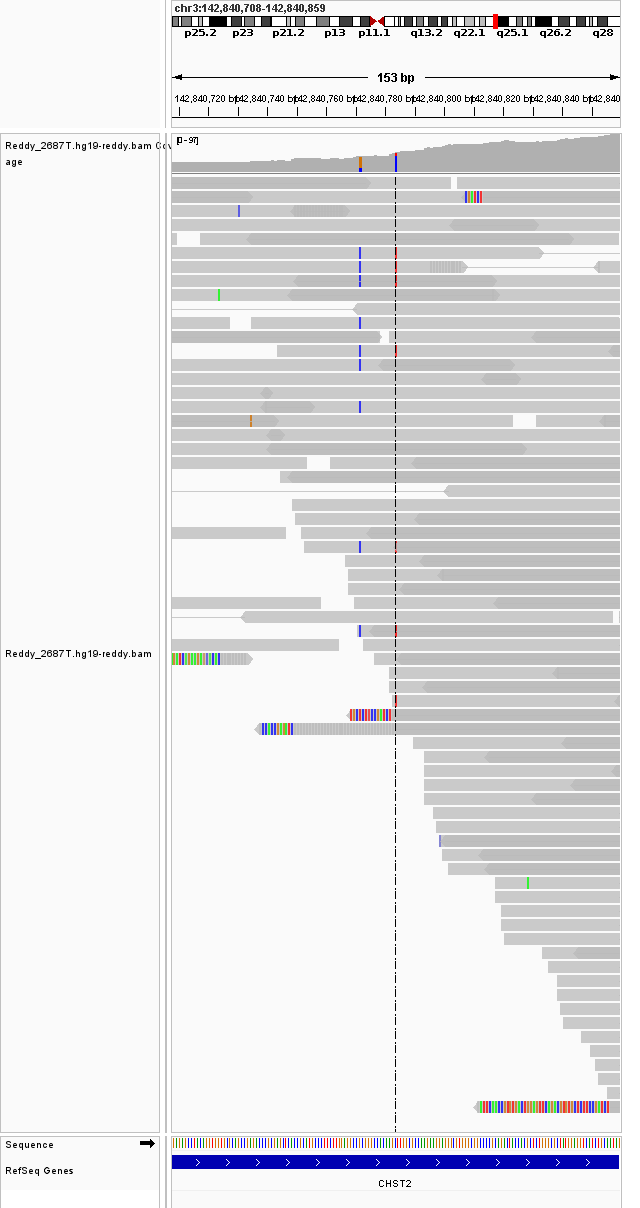 chr3:142,840,708-142,840,859
p25.2 p23 p21.2 p13 p11.1 q13.2 q22.1 q25.1 q26.2 q28
153 bp
142,840,720 bp 142,840,740 bp 142,840,760 bp 142,840,780 bp 142,840,800 bp 142,840,820 bp 142,840,840 bp 142,840
Reddy_2687T.hg19-reddy.bam Cov
age
[0-97]
Reddy_2687T.hg19-reddy.bam
Sequence
RefSeq Genes
CHST2